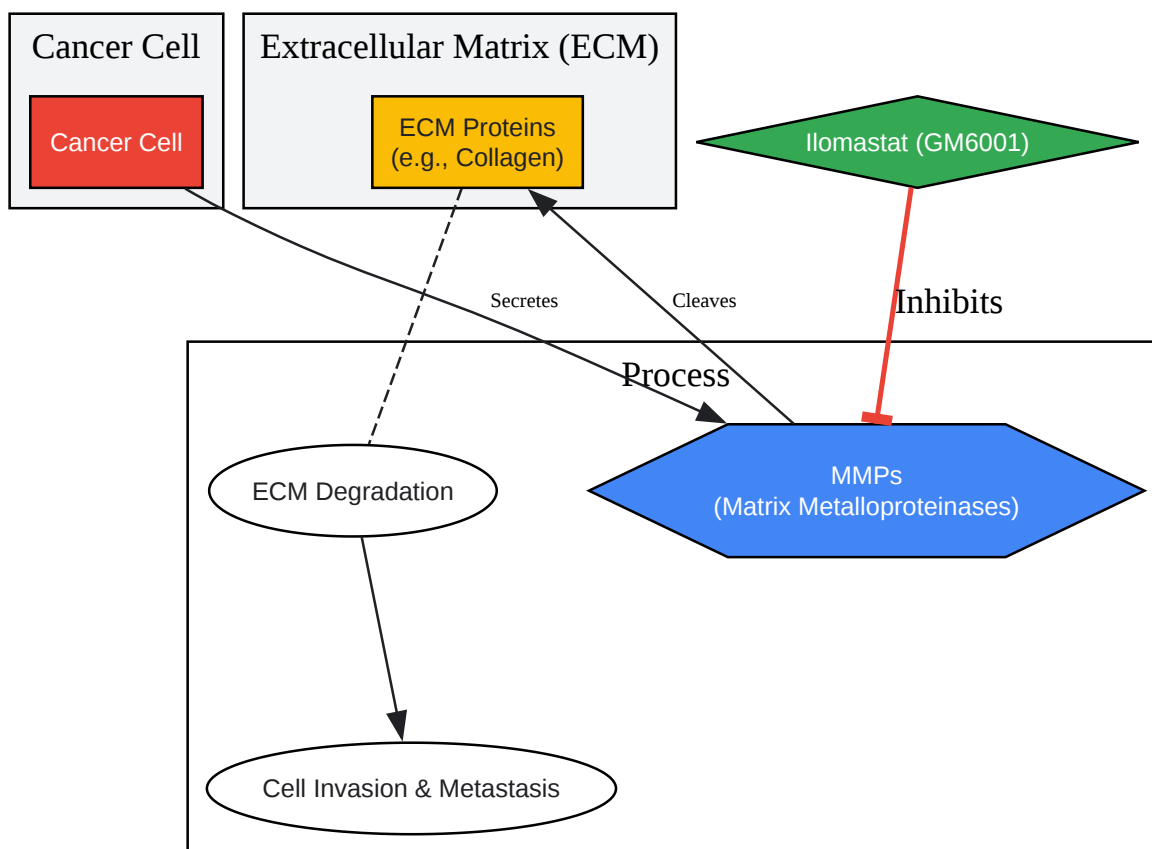 Cancer Cell
Extracellular Matrix (ECM)
Cancer Cell
ECM Proteins
(e.g., Collagen)
Ilomastat (GM6001)
Secretes
Cleaves
Inhibits
Process
ECM Degradation
MMPs
(Matrix Metalloproteinases)
Cell Invasion & Metastasis